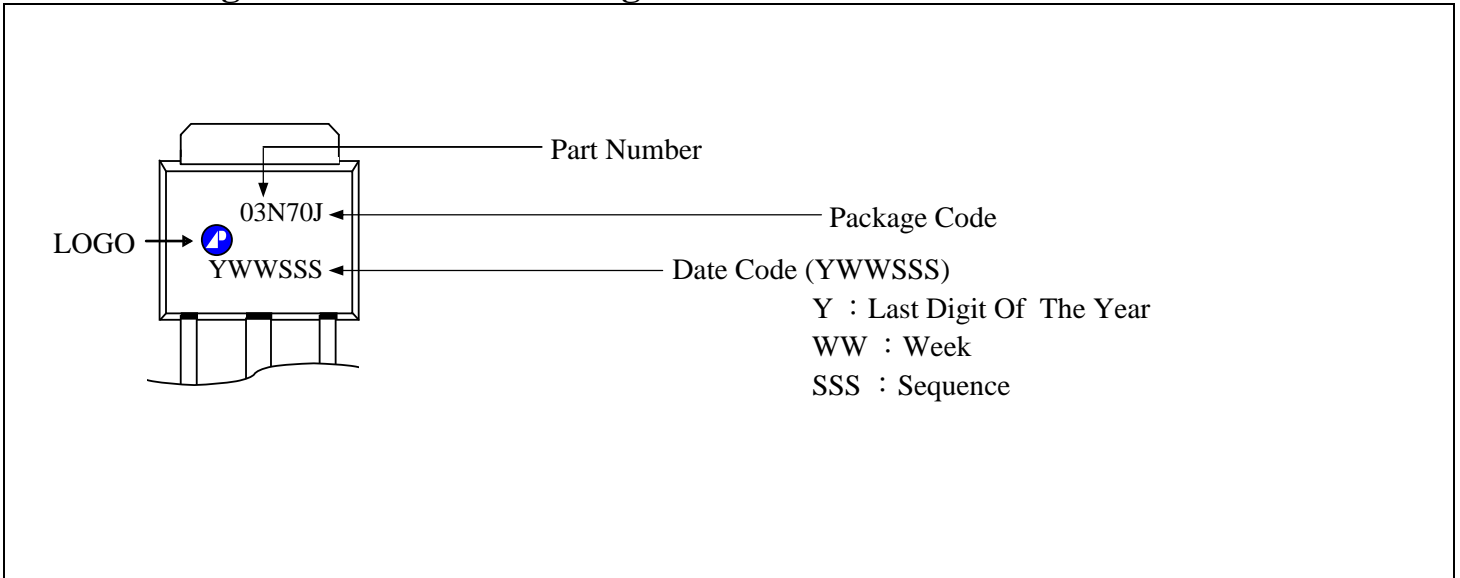 Part Number
03N70J
Package Code
LOGO
YWWSSS
Date Code (YWWSSS)
Y ：Last Digit Of The Year
WW ：Week
SSS ：Sequence